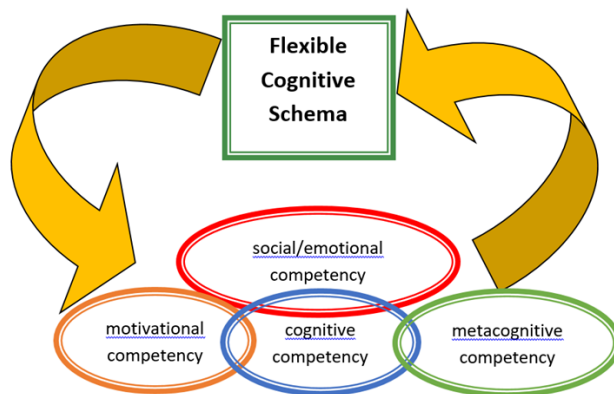 Flexible
Cognitive
Schema
social/emotional
competency
motivational
competency
cognitive
competency
metacognitive
competency